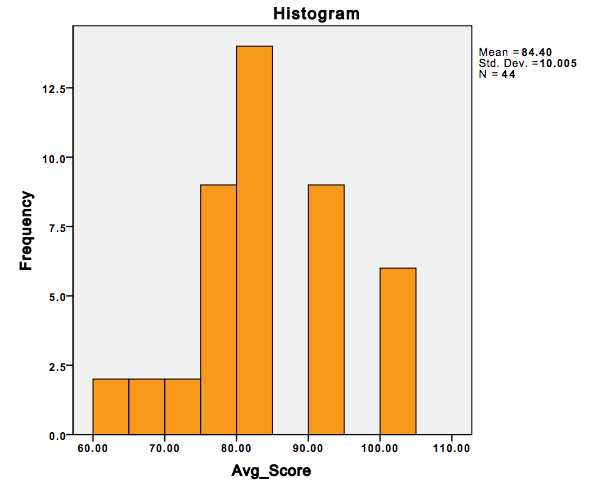 Histogram
Mean =84.40
Std. Dev. =10.005
N =44
12.5
10.0
7.5
5.0
2.5
0.0
Frequency
60.00 70.00 80.00 90.00 100.00 110.00
Avg_Score